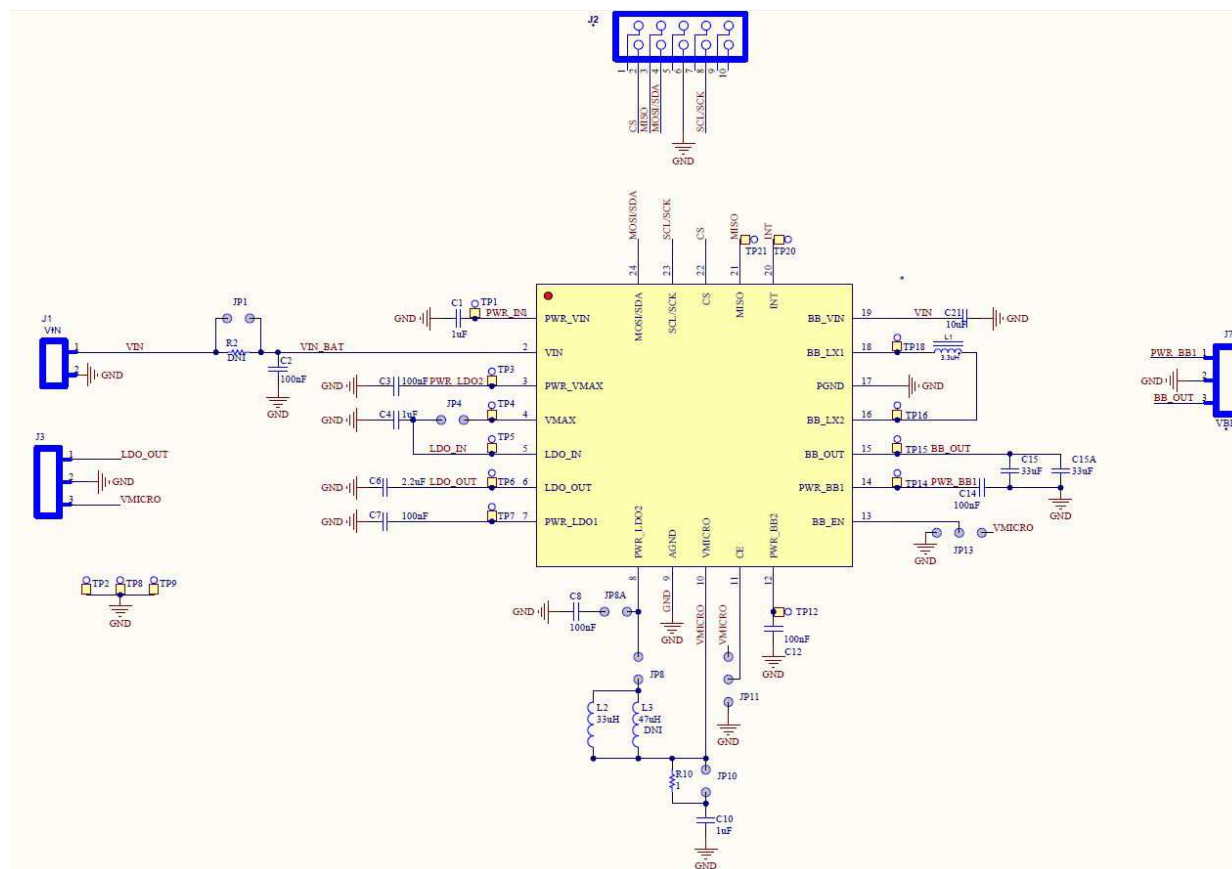 J2
1 2 3 4 5 6 7 8 9 10
CS
MISO
MOSI/SDA
SCL/SCK
GND
MOSI/SDA
SCL/SCK
CS
MISO
INT
TP21
TP20
24 23 22 21 20
MOSI/SDA
SCL/SCK
CS
MISO
INT
J1
VIN
1 VIN
2 GND
JP1
R2
DNI
VIN_BAT
C2
100nF
GND
J3
1 LDO_OUT
2 GND
3 VMICRO
TP2 TP8 TP9
GND
GND C1 TP1 PWR_IN 1 PWR_VIN
1uF
2 VIN
GND C3 100nF PWR_LDO2 TP3 3 PWR_VMAX
GND C4 1uF JP4 TP4 4 VMAX
LDO_IN TP5 5 LDO_IN
GND C6 2.2uF LDO_OUT TP6 6 LDO_OUT
GND C7 100nF TP7 7 PWR_LDO1
BB_VIN 19 VIN C21 GND
10uF
BB_LX1 18 TP18 L1
3.3uH
PGND 17 GND
BB_LX2 16 TP16
BB_OUT 15 TP15 BB_OUT
C15
33uF
C15A
33uF
PWR_BB1 14 TP14 PWR_BB1
C14
100nF
GND
BB_EN 13
VMICRO
GND JP13
J7
PWR_BB1 1
GND 2
BB_OUT 3
PWR_LDO2
AGND
VMICRO
CE
PWR_BB2
8 9 10 11 12
GND C8 JP8A
100nF
GND
GND
VMICRO
VMICRO
TP12
100nF
C12
GND
JP8
JP11
GND
L2
33uH
L3
47uH
DNI
R10
1
JP10
C10
1uF
GND